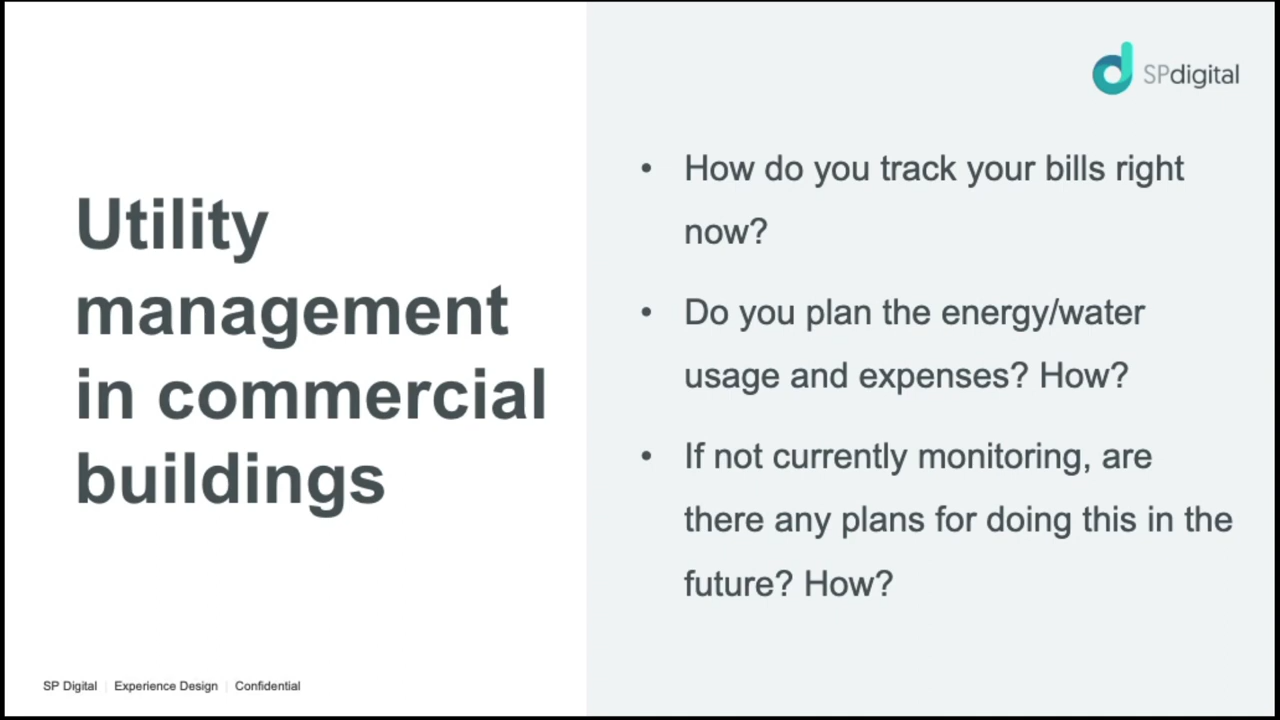 SPdigital
Utility
management
in commercial
buildings
• How do you track your bills right
now?
• Do you plan the energy/water
usage and expenses? How?
• If not currently monitoring, are
there any plans for doing this in the
future? How?
SP Digital | Experience Design | Confidential